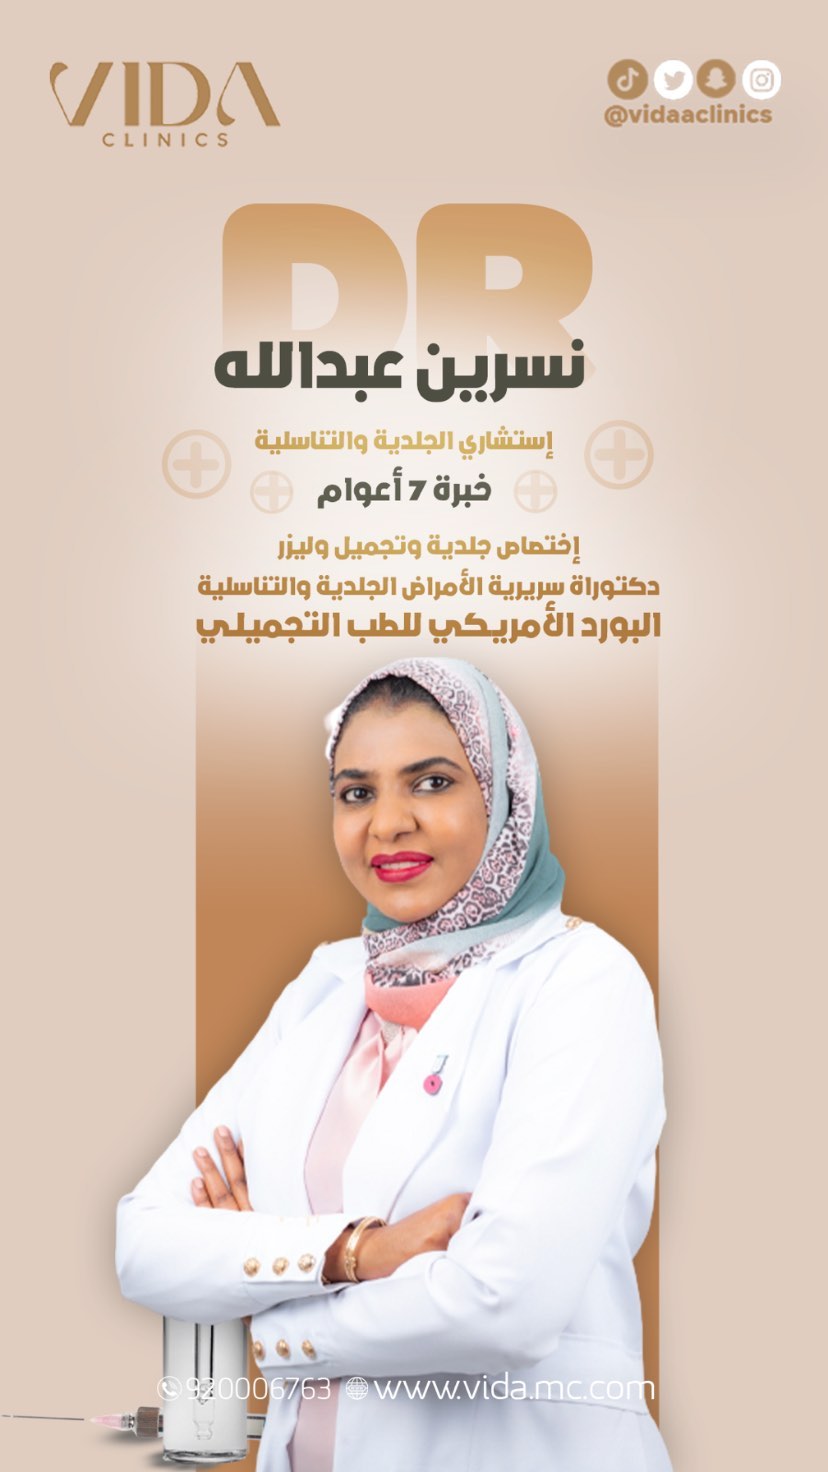 VIDA
CLINICS
@vidaaclinics
DR
نسرين عبدالله
إستشاري الجلدية والتناسلية
خبرة 7 أعوام
إختصاص جلدية وتجميل وليزر
دكتوراة سريرية الأمراض الجلدية والتناسلية
البورد الأمريكي للطب التجميلي
920006763 www.vida.mc.com